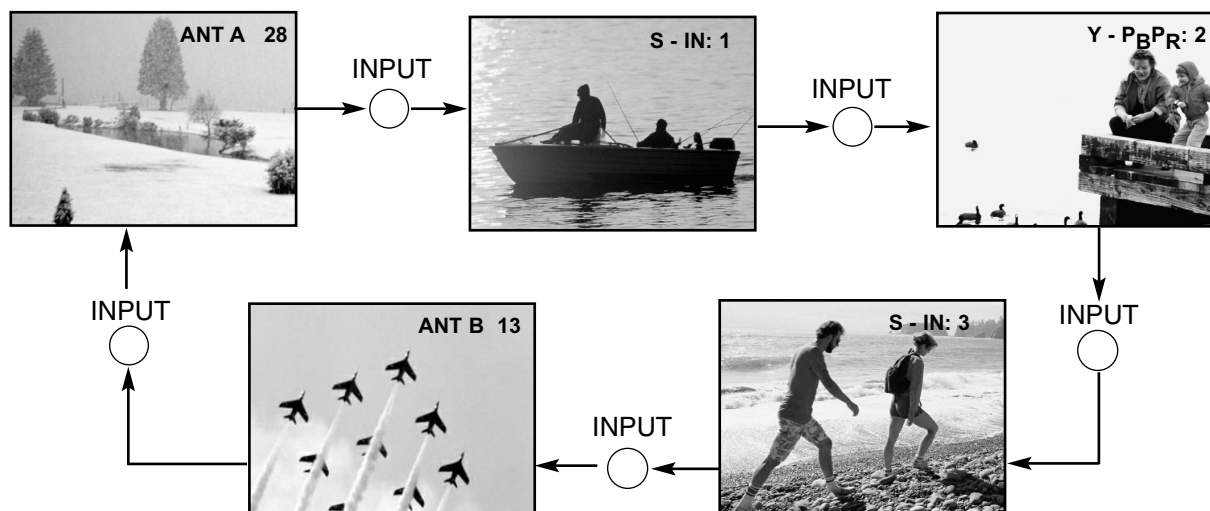 ANT A 28
INPUT
S - IN: 1
INPUT
Y - PBPR: 2
INPUT
S - IN: 3
INPUT
ANT B 13
INPUT